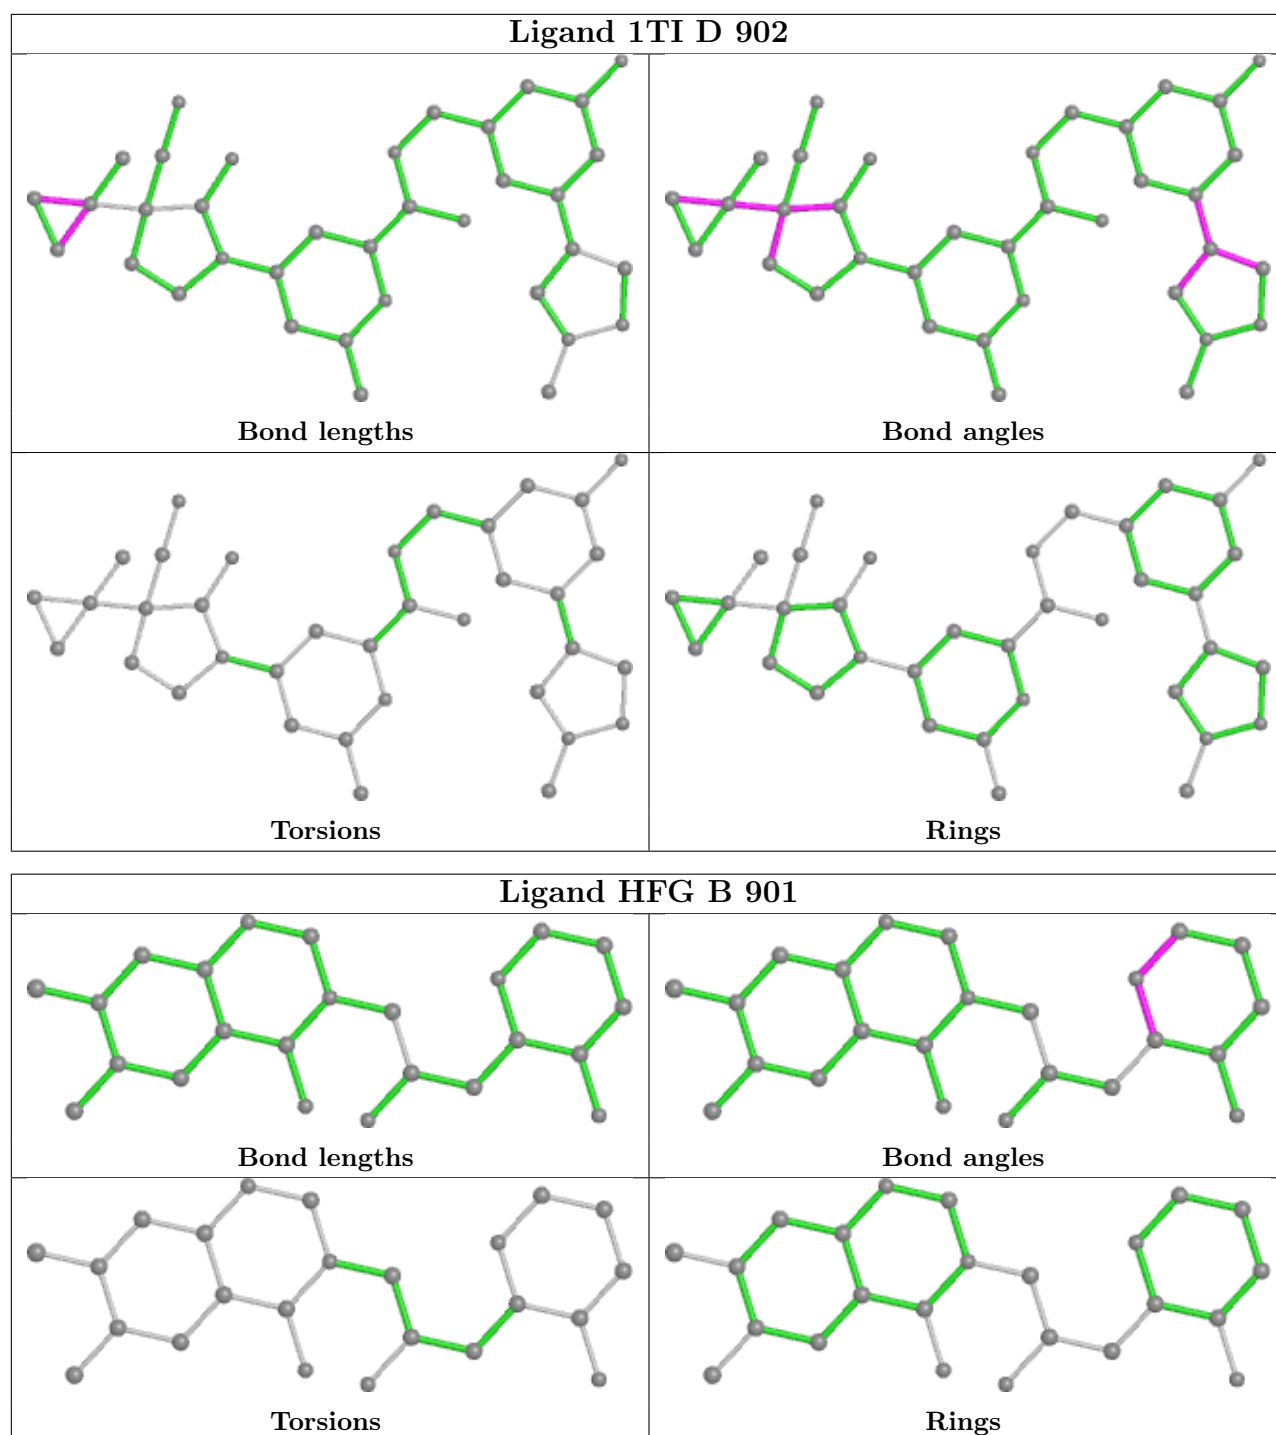 Ligand 1TI D 902
Bond lengths
Bond angles
Torsions
Rings
Ligand HFG B 901
Bond lengths
Bond angles
Torsions
Rings